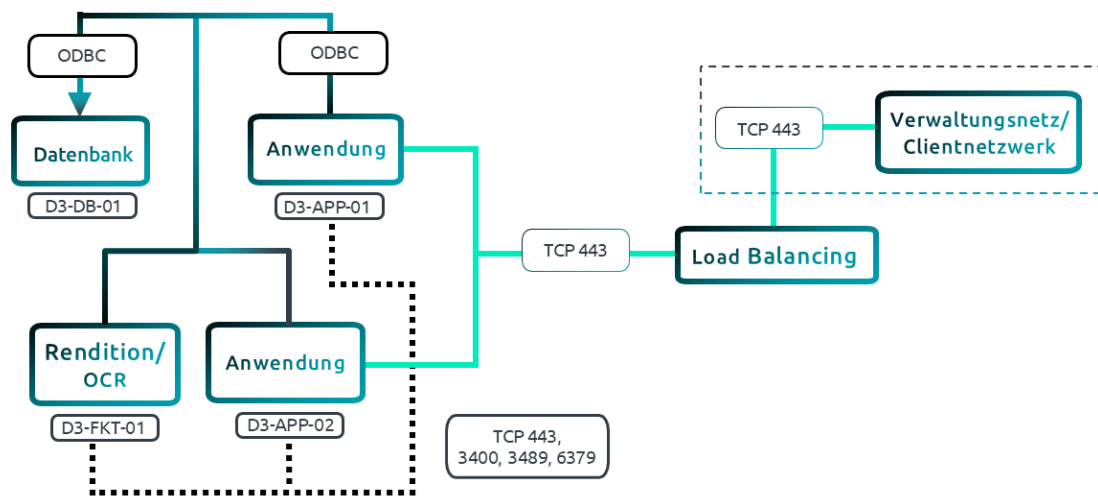 ODBC
ODBC
Datenbank
D3-DB-01
Anwendung
D3-APP-01
TCP 443
Verwaltungsnetz/
Clientnetzwerk
TCP 443
Load Balancing
Rendition/
OCR
D3-FKT-01
Anwendung
D3-APP-02
TCP 443,
3400, 3489, 6379